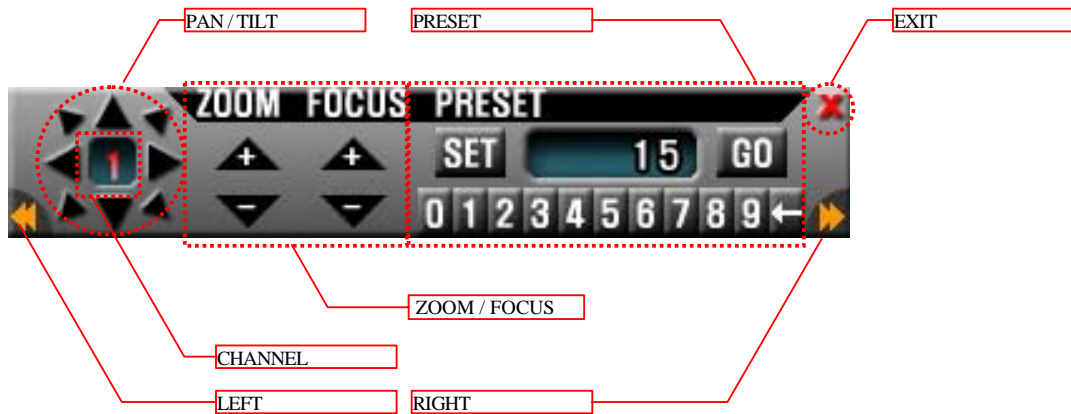 PAN / TILT PRESET EXIT
ZOOM FOCUS PRESET
1 + + SET 15 GO
- - 0 1 2 3 4 5 6 7 8 9 ←
ZOOM / FOCUS
CHANNEL
LEFT RIGHT